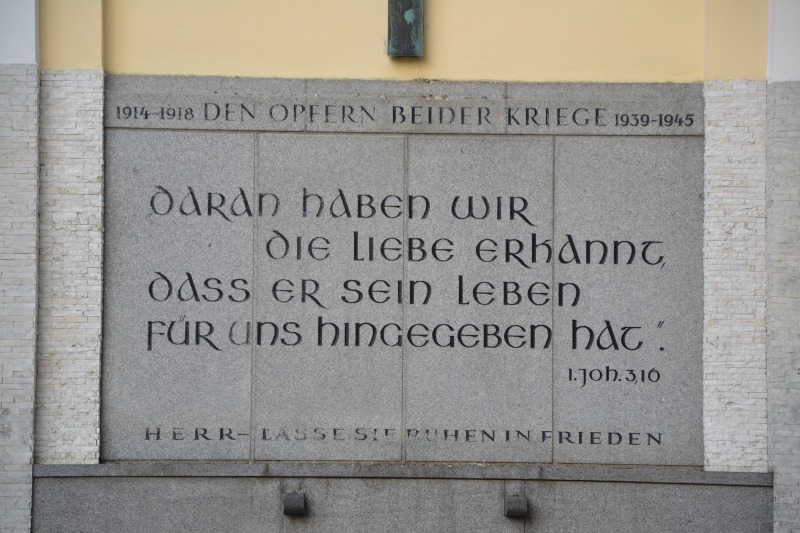 1914-1918 DEN OPFERN BEIDER KRIEGE 1939-1945
DARAN HABEN WIR
DIE LIEBE ERKANNT,
DASS ER SEIN LEBEN
FÜR UNS HINGEGEBEN HAT".
1.JOH.3,16
HERR-LASSE SIE RUHEN IN FRIEDEN